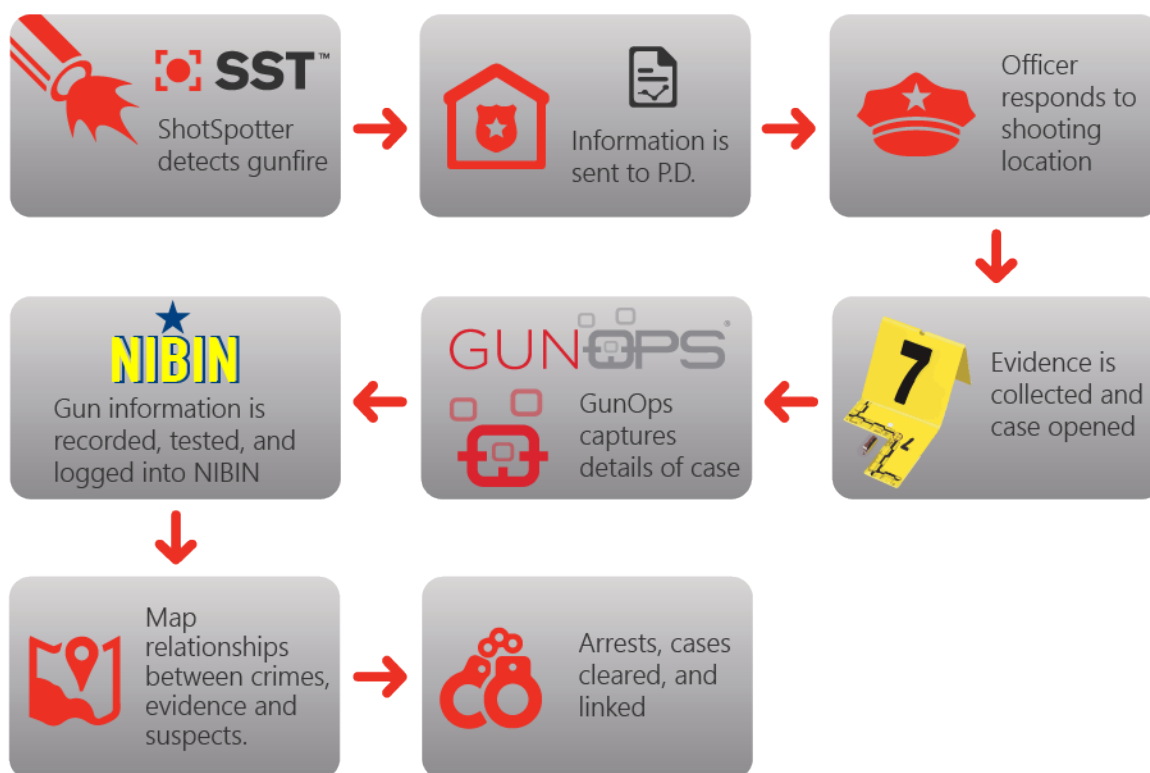 SST™
ShotSpotter
detects gunfire
Information is
sent to P.D.
Officer
responds to
shooting
location
7
Evidence is
collected and
case opened
GUNOPS®
GunOps
captures
details of case
NIBIN
Gun information is
recorded, tested, and
logged into NIBIN
Map
relationships
between crimes,
evidence and
suspects.
Arrests, cases
cleared, and
linked